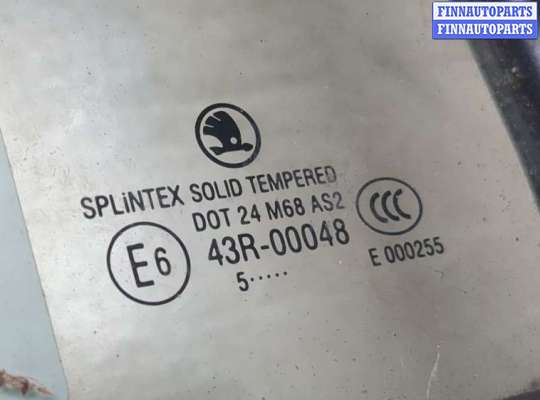 FINNAUTOPARTS
FINNAUTOPARTS
SPLiNTEX SOLID TEMPERED
DOT 24 M68 AS2
E6 43R-00048 CCC
5····· E 000255